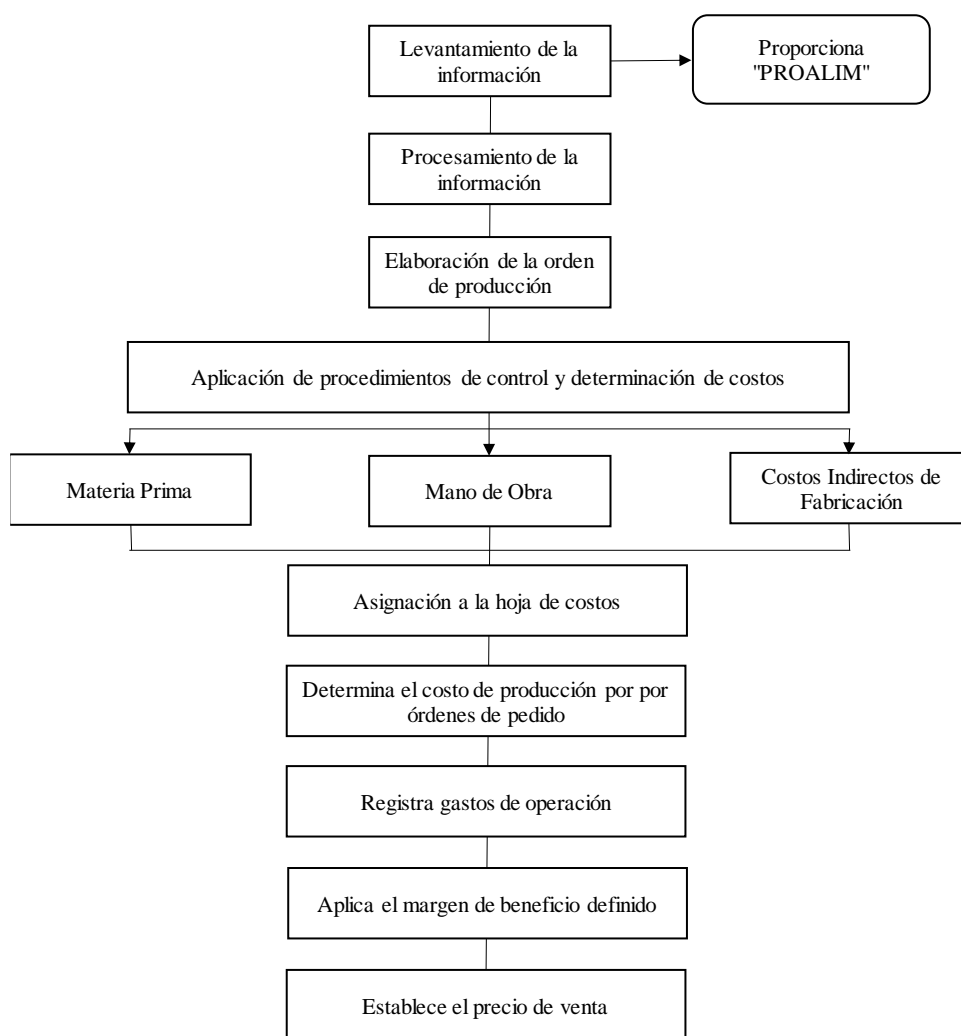 Levantamiento de la
información
Proporciona
"PROALIM"
Procesamiento de la
información
Elaboración de la orden
de producción
Aplicación de procedimientos de control y determinación de costos
Materia Prima
Mano de Obra
Costos Indirectos de
Fabricación
Asignación a la hoja de costos
Determina el costo de producción por por
órdenes de pedido
Registra gastos de operación
Aplica el margen de beneficio definido
Establece el precio de venta